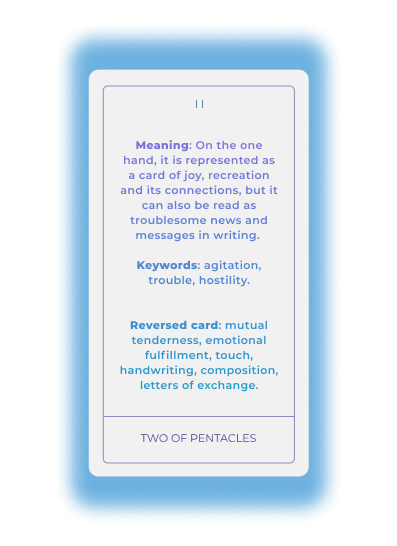 II
Meaning: On the one
hand, it is represented as
a card of joy, recreation
and its connections, but it
can also be read as
troublesome news and
messages in writing.
Keywords: agitation,
trouble, hostility.
Reversed card: mutual
tenderness, emotional
fulfillment, touch,
handwriting, composition,
letters of exchange.
TWO OF PENTACLES